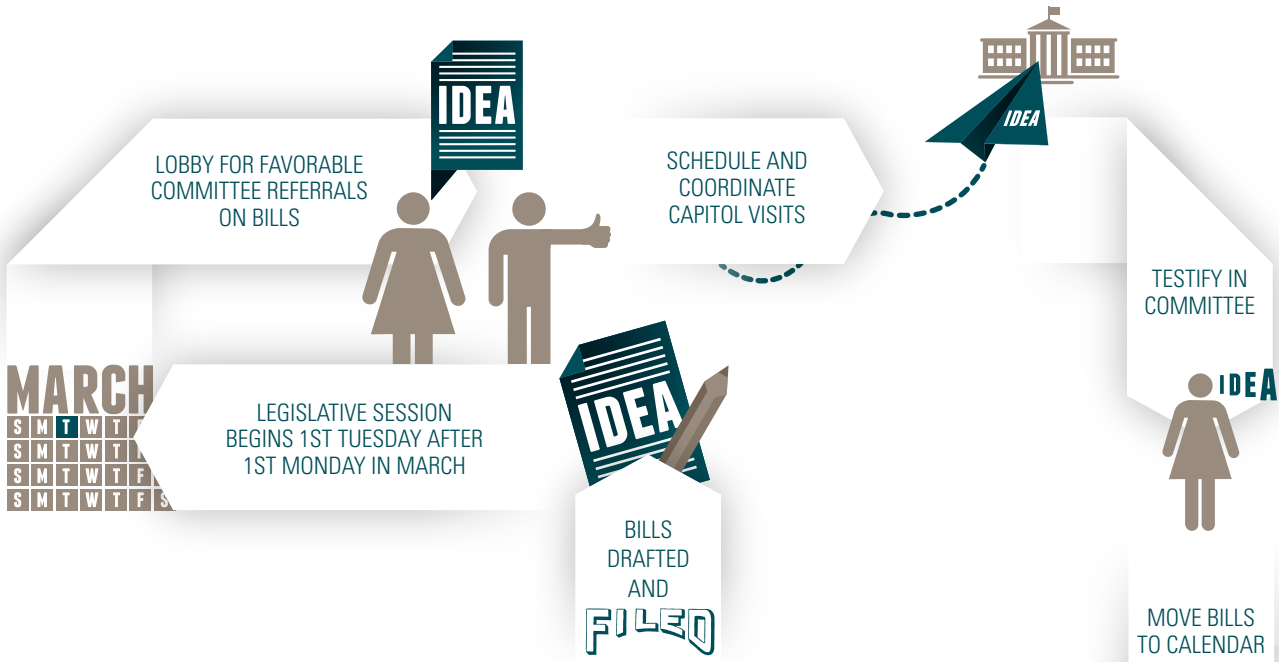 IDEA
LOBBY FOR FAVORABLE
COMMITTEE REFERRALS
ON BILLS
SCHEDULE AND
COORDINATE
CAPITOL VISITS
IDEA
TESTIFY IN
COMMITTEE
IDEA
MARCH
S M T W T F
S M T W T F
S M T W T F
S M T W T F S
LEGISLATIVE SESSION
BEGINS 1ST TUESDAY AFTER
1ST MONDAY IN MARCH
IDEA
BILLS
DRAFTED
AND
FILED
MOVE BILLS
TO CALENDAR